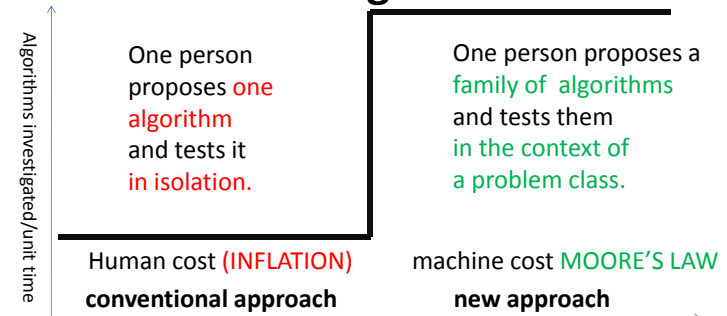 g
Algorithms investigated/unit time
One person
proposes one
algorithm
and tests it
in isolation.
One person proposes a
family of algorithms
and tests them
in the context of
a problem class.
Human cost (INFLATION)
machine cost MOORE'S LAW
conventional approach
new approach